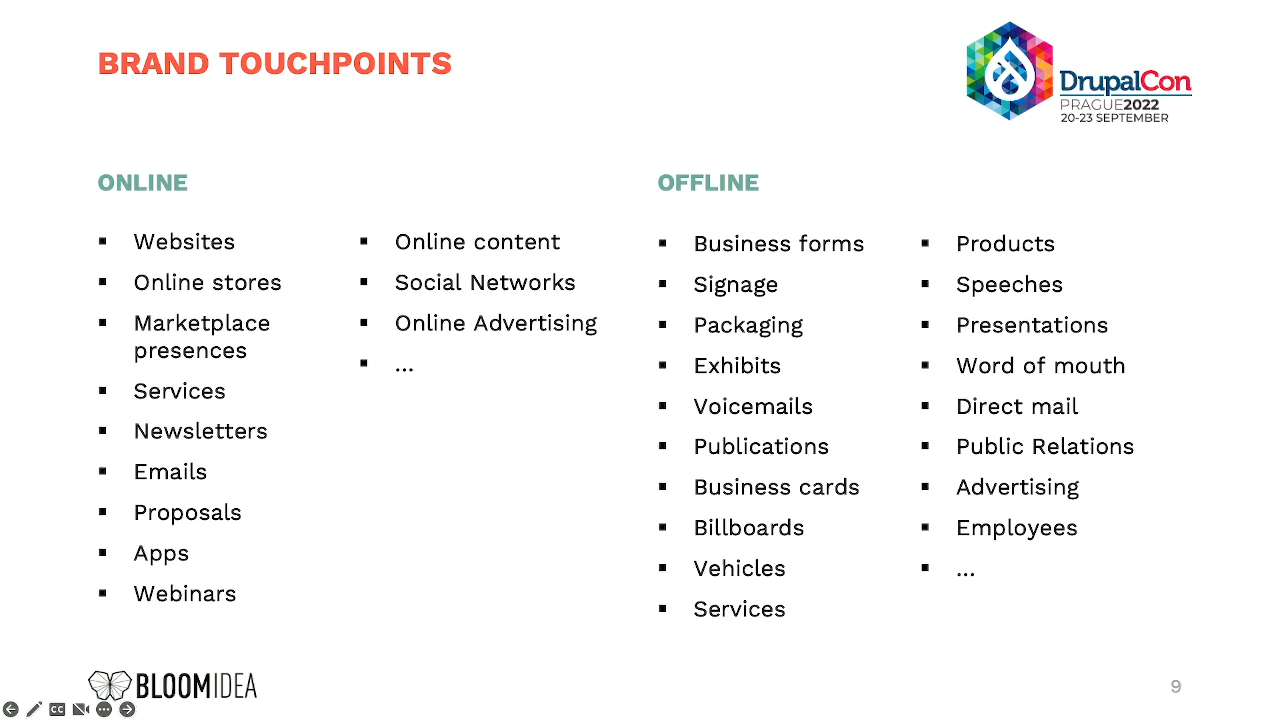 BRAND TOUCHPOINTS
DrupalCon
PRAGUE2022
20-23 SEPTEMBER
ONLINE
Websites
Online stores
Marketplace
presences
Services
Newsletters
Emails
Proposals
Apps
Webinars
Online content
Social Networks
Online Advertising
...
OFFLINE
Business forms
Signage
Packaging
Exhibits
Voicemails
Publications
Business cards
Billboards
Vehicles
Services
Products
Speeches
Presentations
Word of mouth
Direct mail
Public Relations
Advertising
Employees
...
BLOOMIDEA
9
CC